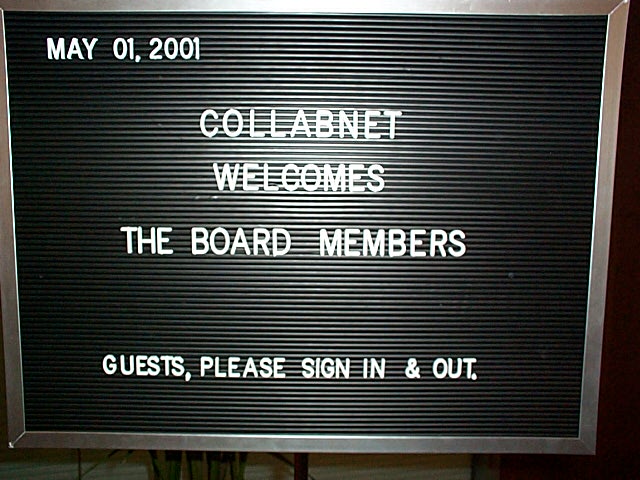 MAY 01, 2001
COLLABNET
WELCOMES
THE BOARD MEMBERS
GUESTS, PLEASE SIGN IN & OUT.